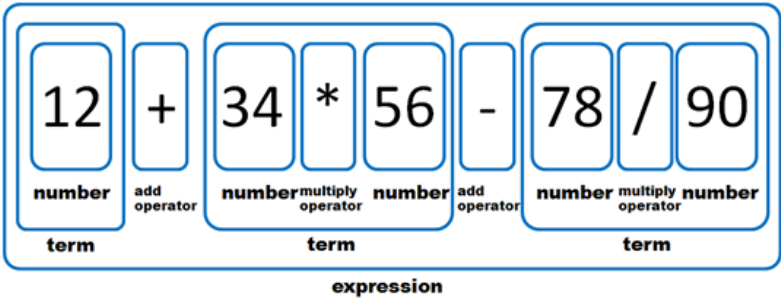 12 + 34 * 56 - 78 / 90
number add operator number multiply operator number add operator number multiply operator number
term term term
expression